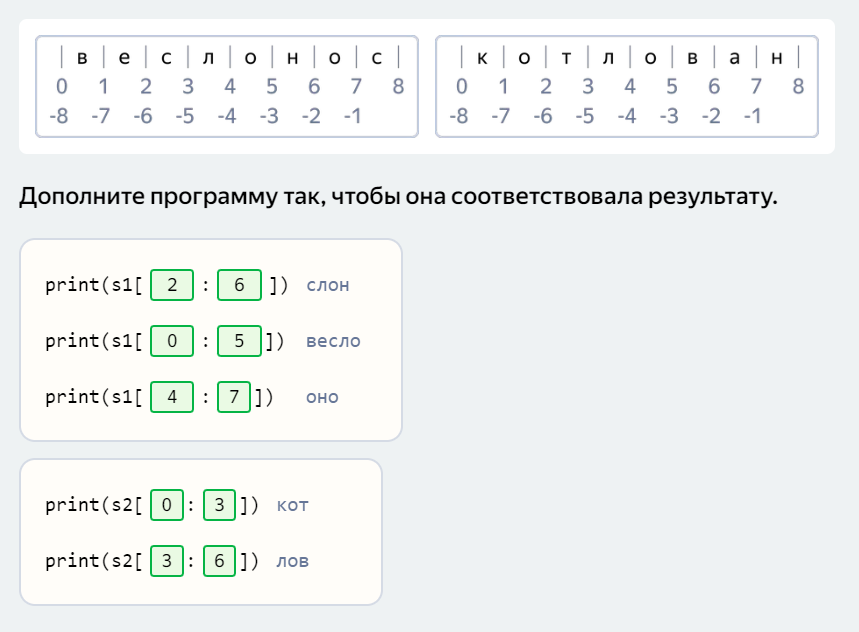 | в | е | с | л | о | н | о | с |
0 1 2 3 4 5 6 7 8
-8 -7 -6 -5 -4 -3 -2 -1
| к | о | т | л | о | в | а | н |
0 1 2 3 4 5 6 7 8
-8 -7 -6 -5 -4 -3 -2 -1
Дополните программу так, чтобы она соответствовала результату.
print(s1[ 2 : 6 ]) слон
print(s1[ 0 : 5 ]) весло
print(s1[ 4 : 7 ]) оно
print(s2[ 0 : 3 ]) кот
print(s2[ 3 : 6 ]) лов